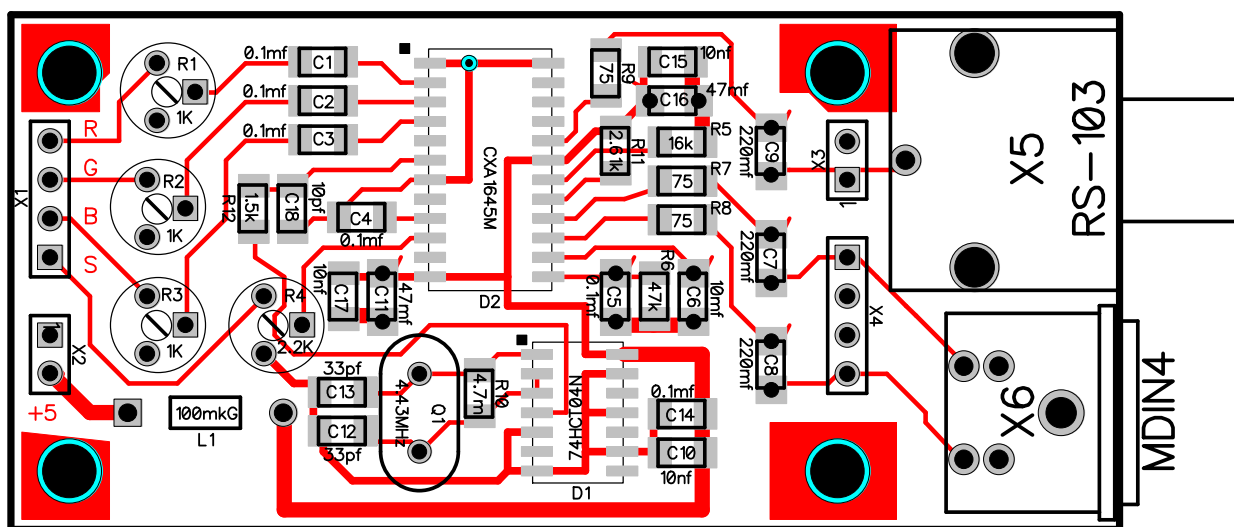 R1
1K
R
G
B
S
X1
R2
1K
R3
1K
1
X2
+5
100mkG
L1
0.1mf
C1
0.1mf
C2
0.1mf
C3
R12
1.5k
C18
10pf
C4
0.1mf
R4
2.2K
10nf
C17
C11
47mf
33pf
C13
C12
33pf
4.43MHz
Q1
4.7m
R10
CXA1645M
D2
74HCT04N
D1
75
R9
C15
10nf
C16
47mf
2.61k
R11
R5
16k
R7
75
R8
75
0.1mf
C5
R6
47k
C6
10mf
0.1mf
C14
C10
10nf
220mf
C9
220mf
C7
220mf
C8
X3
1
X4
X5
RS-103
X6
MDIN4